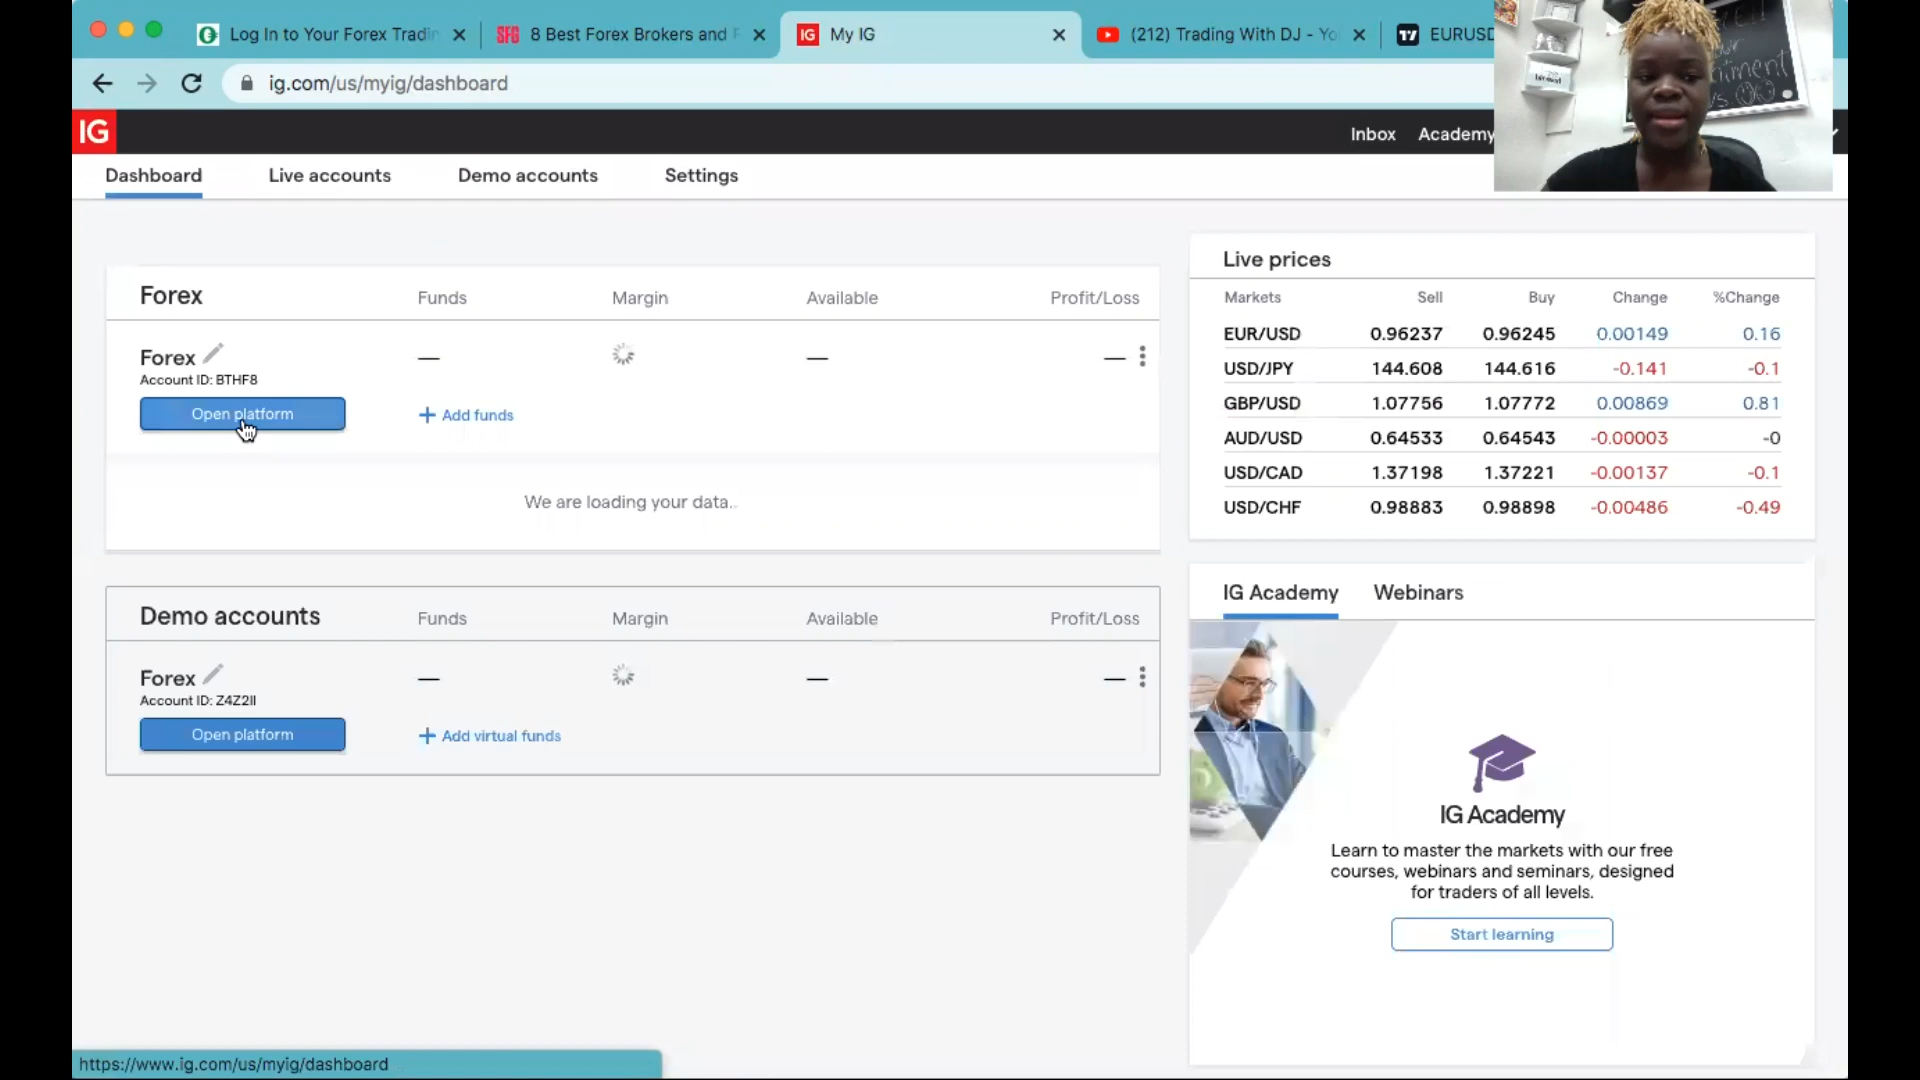 Log In to Your Forex Tradin
SFG 8 Best Forex Brokers and
IG My IG
(212) Trading With DJ - Yo
EURUSD
ig.com/us/myig/dashboard
IG
Inbox Academy
Dashboard Live accounts Demo accounts Settings
Forex Funds Margin Available Profit/Loss
Forex — — —
Account ID: BTHF8
Open platform + Add funds
We are loading your data..
Demo accounts Funds Margin Available Profit/Loss
Forex — — —
Account ID: Z4Z2II
Open platform + Add virtual funds
Live prices
Markets Sell Buy Change %Change
EUR/USD 0.96237 0.96245 0.00149 0.16
USD/JPY 144.608 144.616 -0.141 -0.1
GBP/USD 1.07756 1.07772 0.00869 0.81
AUD/USD 0.64533 0.64543 -0.00003 -0
USD/CAD 1.37198 1.37221 -0.00137 -0.1
USD/CHF 0.98883 0.98898 -0.00486 -0.49
IG Academy Webinars
IG Academy
Learn to master the markets with our free
courses, webinars and seminars, designed
for traders of all levels.
Start learning
https://www.ig.com/us/myig/dashboard